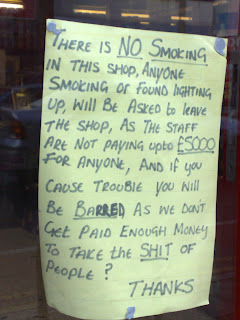 THERE IS NO SMOKING
IN THIS SHOP, ANYONE
SMOKING OF FOUND LIGHTING
UP, WILL BE ASKED TO LEAVE
THE SHOP, AS THE STAFF
ARE NOT PAYING UPTO £5000
FOR ANYONE, AND IF YOU
CAUSE TROUBLE YOU WILL
BE BARRED AS WE DON'T
GET PAID ENOUGH MONEY
TO TAKE THE SHIT OF
PEOPLE?
THANKS